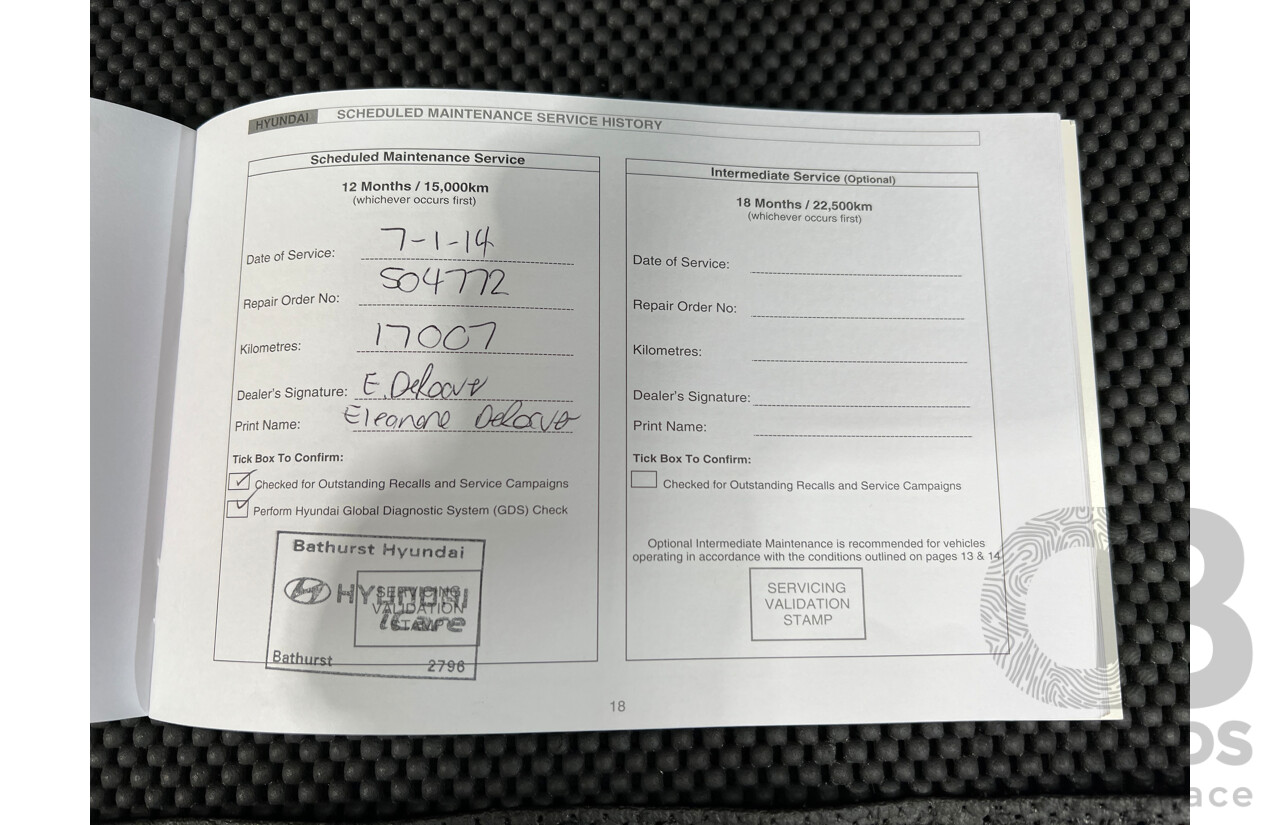 HYUNDAI SCHEDULED MAINTENANCE SERVICE HISTORY
Scheduled Maintenance Service
12 Months / 15,000km
(whichever occurs first)
Date of Service: 7-1-14
Repair Order No: 504772
Kilometres: 17007
Dealer's Signature: E.
Print Name:
Tick Box To Confirm:
Checked for Outstanding Recalls and Service Campaigns
Perform Hyundai Global Diagnostic System (GDS) Check
Bathurst Hyundai
HYUNDAI
SERVICING
VALIDATION
STAMP
iCare
Bathurst 2796
Intermediate Service (Optional)
18 Months / 22,500km
(whichever occurs first)
Date of Service:
Repair Order No:
Kilometres:
Dealer's Signature:
Print Name:
Tick Box To Confirm:
Checked for Outstanding Recalls and Service Campaigns
Optional Intermediate Maintenance is recommended for vehicles
operating in accordance with the conditions outlined on pages 13 & 14
SERVICING
VALIDATION
STAMP
18